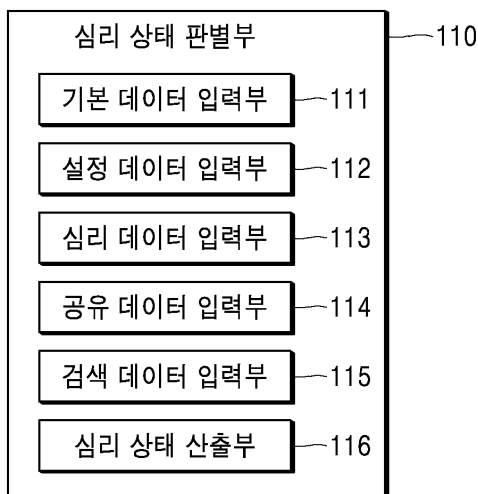 심리 상태 판별부 110
기본 데이터 입력부 111
설정 데이터 입력부 112
심리 데이터 입력부 113
공유 데이터 입력부 114
검색 데이터 입력부 115
심리 상태 산출부 116